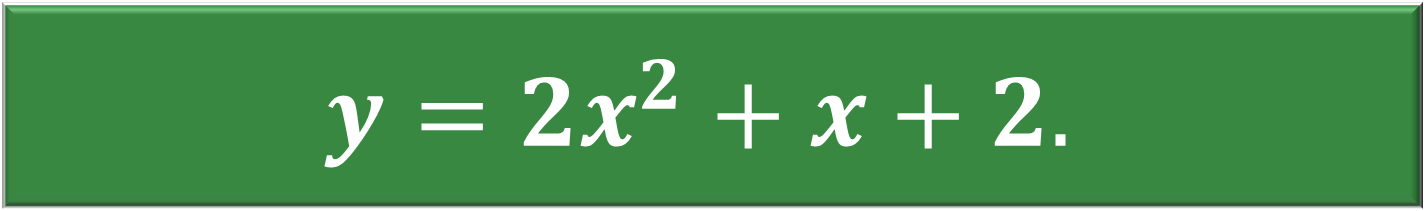 y = 2x² + x + 2.